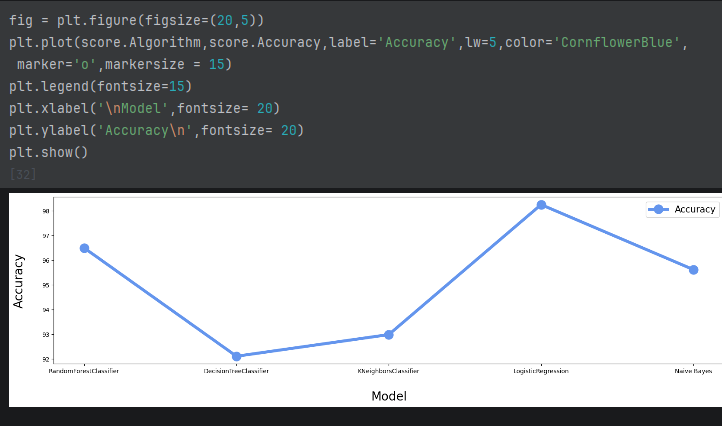 fig = plt.figure(figsize=(20,5))
plt.plot(score.Algorithm,score.Accuracy,label='Accuracy',lw=5,color='CornflowerBlue',
marker='o',markersize = 15)
plt.legend(fontsize=15)
plt.xlabel('\nModel',fontsize= 20)
plt.ylabel('Accuracy\n',fontsize= 20)
plt.show()
[32]
Accuracy
98
97
96
95
94
93
92
Accuracy
RandomForestClassifier DecisionTreeClassifier KNeighborsClassifier LogisticRegression Naive Bayes
Model